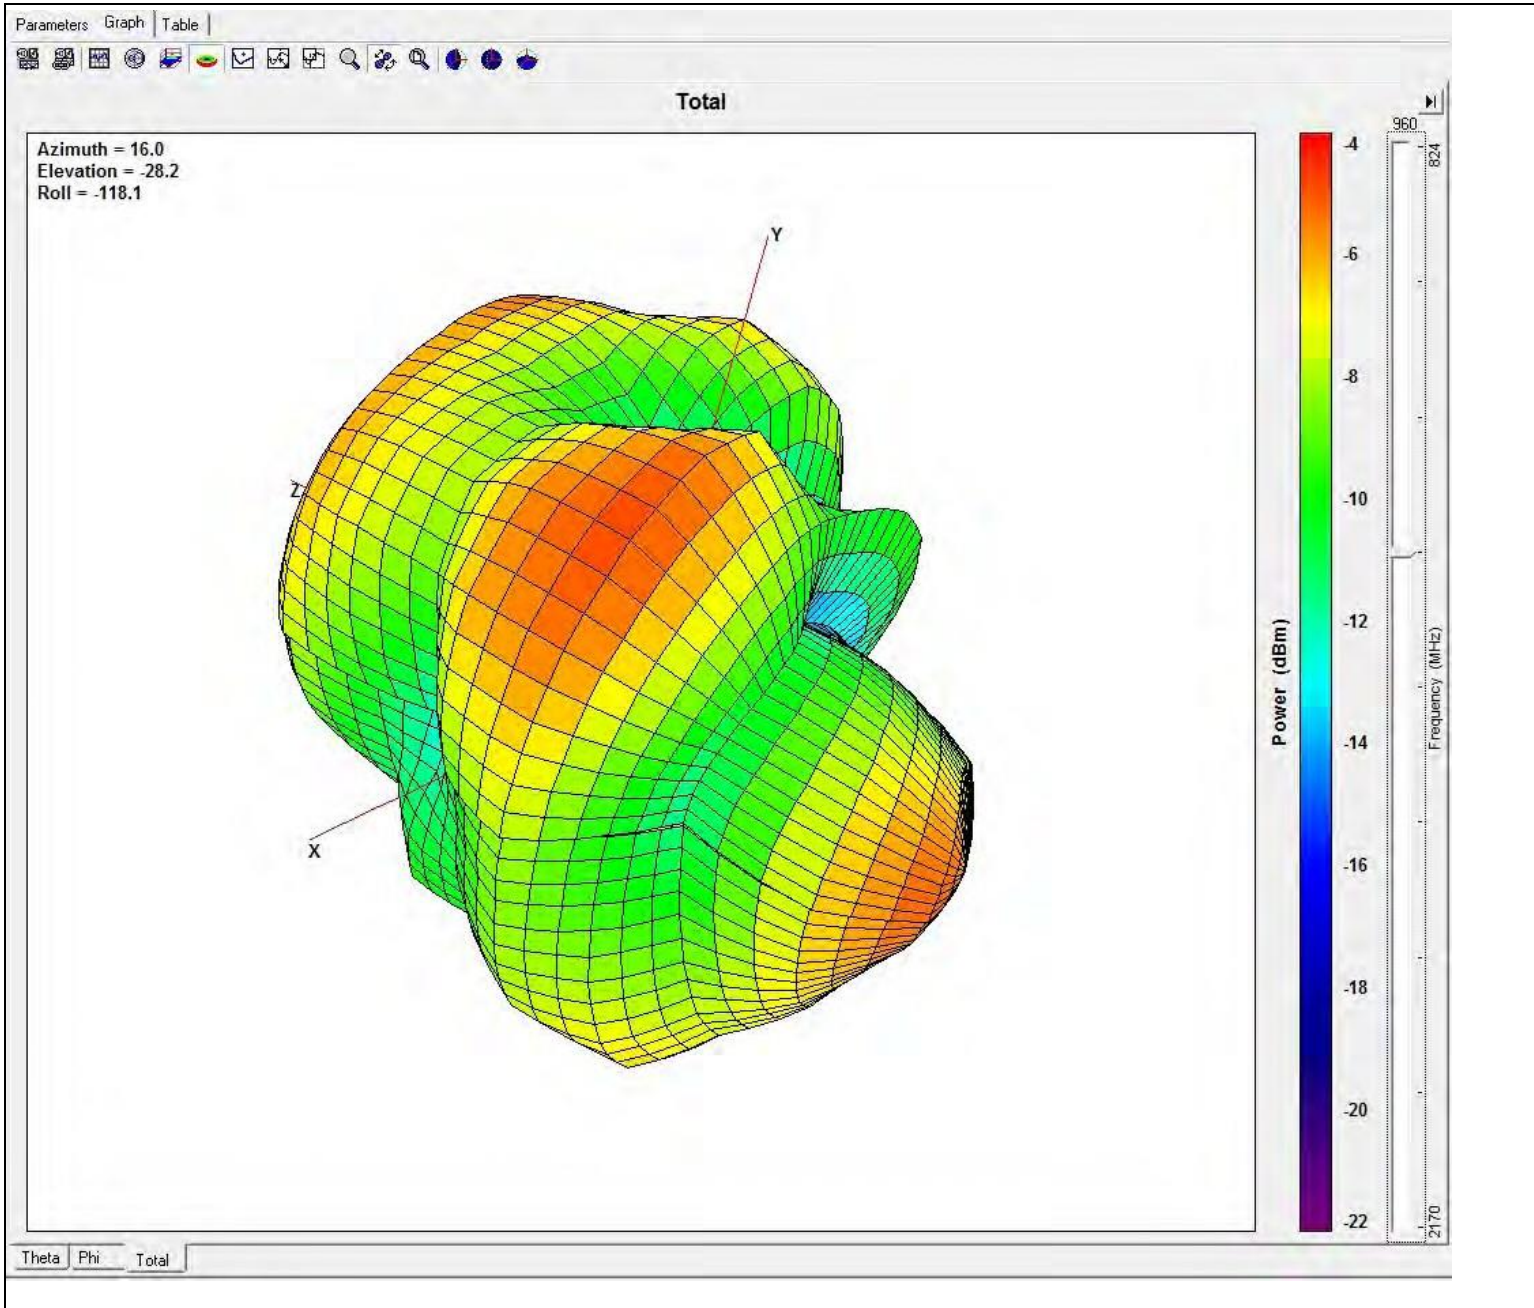 Parameters Graph Table
Total
960
824
Azimuth = 16.0
Elevation = -28.2
Roll = -118.1
Y
Z
X
-4
-6
-8
-10
-12
-14
-16
-18
-20
-22
Power (dBm)
Frequency (MHz)
2170
Theta Phi Total